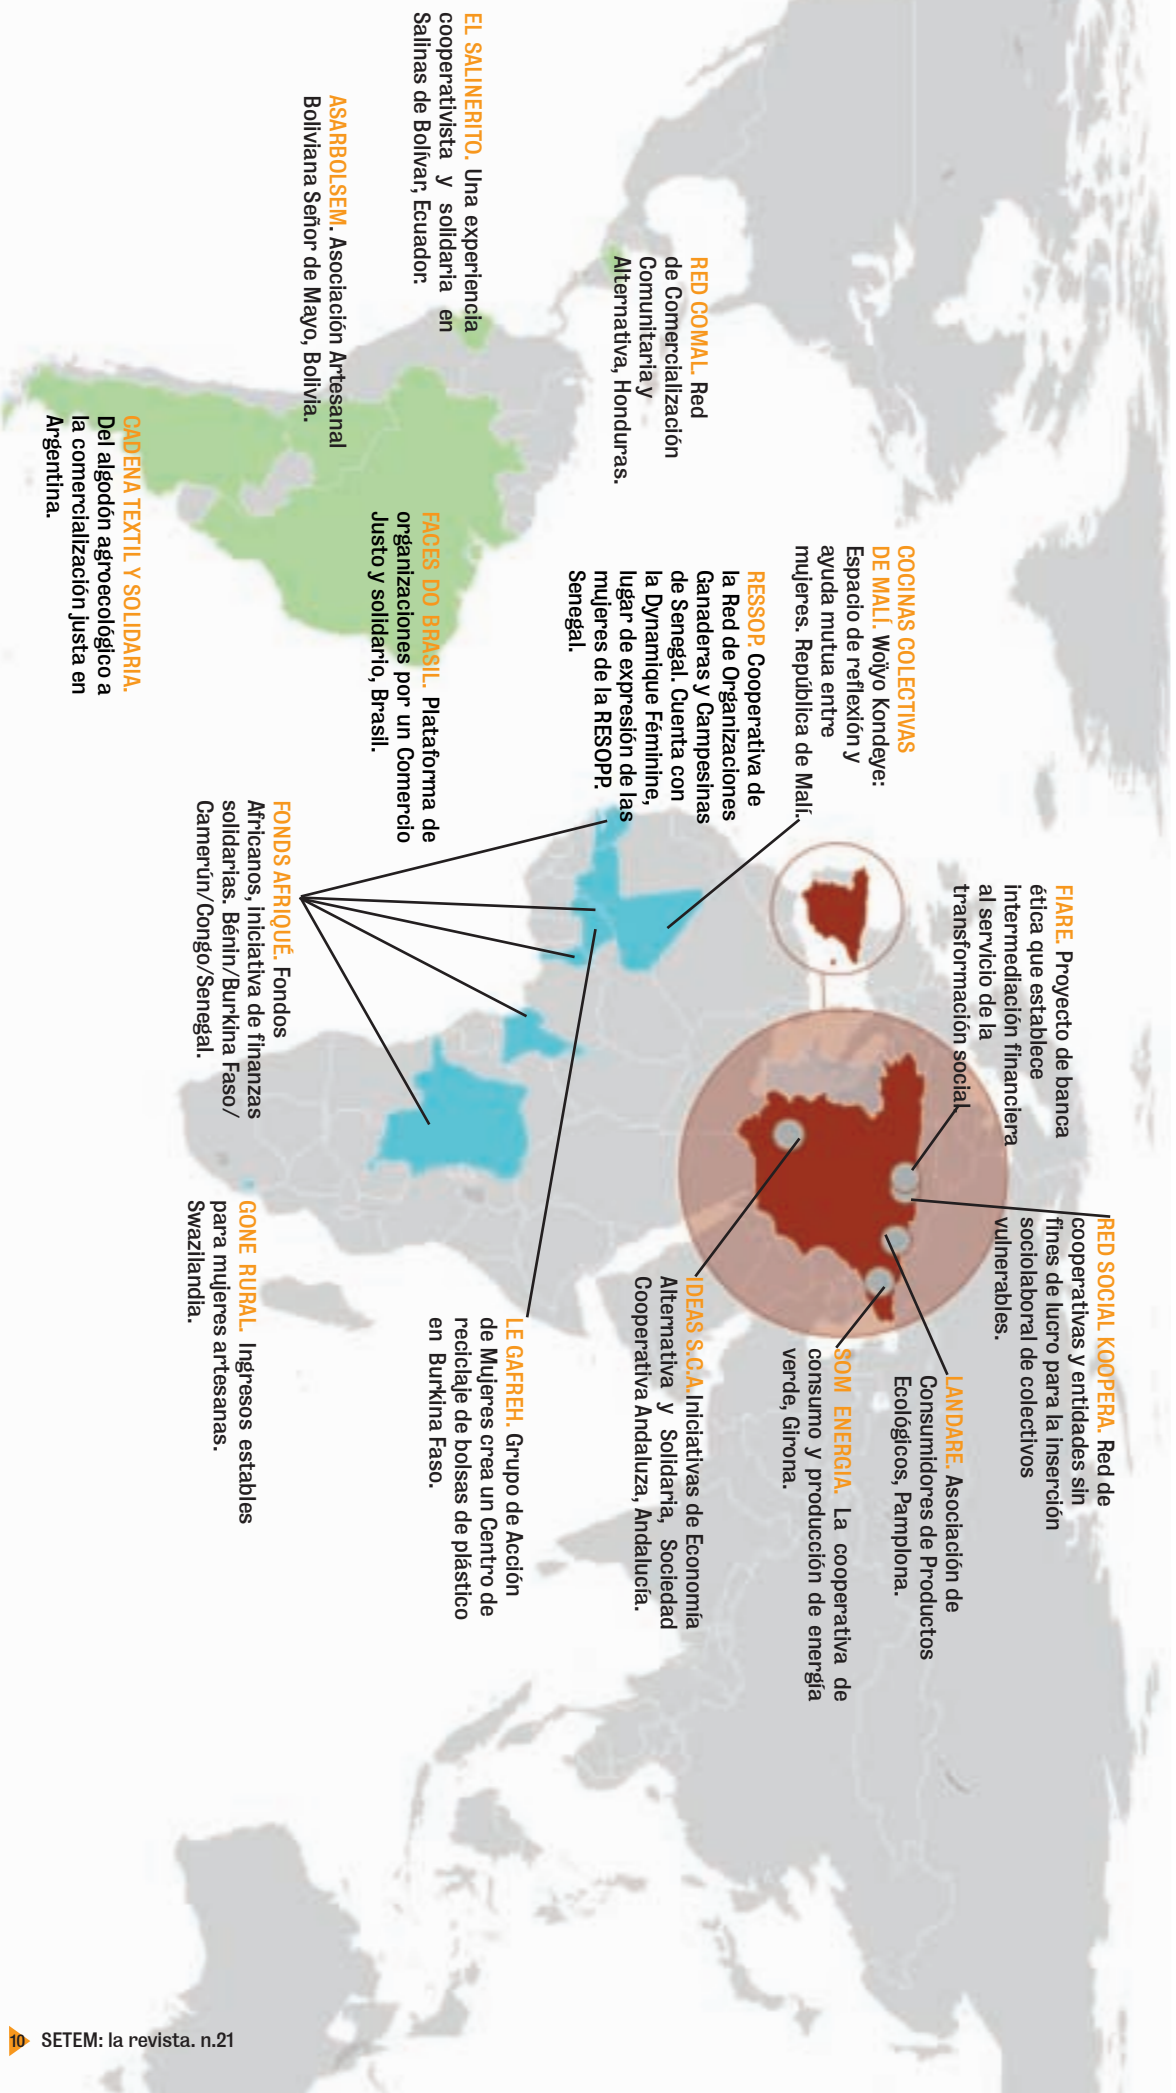 RED COMAL. Red
de Comercialización
Comunitaria y
Alternativa, Honduras.
EL SALINERITO. Una experiencia
cooperativista y solidaria en
Salinas de Bolívar, Ecuador.
ASARBOLSEM. Asociación Artesanal
Boliviana Señor de Mayo, Bolivia.
CADENA TEXTIL Y SOLIDARIA.
Del algodón agroecológico a
la comercialización justa en
Argentina.
FACES DO BRASIL. Plataforma de
organizaciones por un Comercio
Justo y solidario, Brasil.
COCINAS COLECTIVAS
DE MALÍ. Woïyo Kondeye:
Espacio de reflexión y
ayuda mutua entre
mujeres. República de Malí.
RESSOP. Cooperativa de
la Red de Organizaciones
Ganaderas y Campesinas
de Senegal. Cuenta con
la Dynamique Féminine,
lugar de expresión de las
mujeres de la RESOPP.
Senegal.
FONDS AFRIQUÉ. Fondos
Africanos, iniciativa de finanzas
solidarias. Bénin/Burkina Faso/
Camerún/Congo/Senegal.
FIARE. Proyecto de banca
ética que establece
intermediación financiera
al servicio de la
transformación social.
RED SOCIAL KOOPERA. Red de
cooperativas y entidades sin
fines de lucro para la inserción
sociolaboral de colectivos
vulnerables.
LANDARE. Asociación de
Consumidores de Productos
Ecológicos, Pamplona.
SOM ENERGIA. La cooperativa de
consumo y producción de energía
verde, Girona.
IDEAS S.C.A. Iniciativas de Economía
Alternativa y Solidaria, Sociedad
Cooperativa Andaluza, Andalucía.
LE GAFREH. Grupo de Acción
de Mujeres crea un Centro de
reciclaje de bolsas de plástico
en Burkina Faso.
GONE RURAL. Ingresos estables
para mujeres artesanas.
Swazilandia.
10 SETEM: la revista. n.21